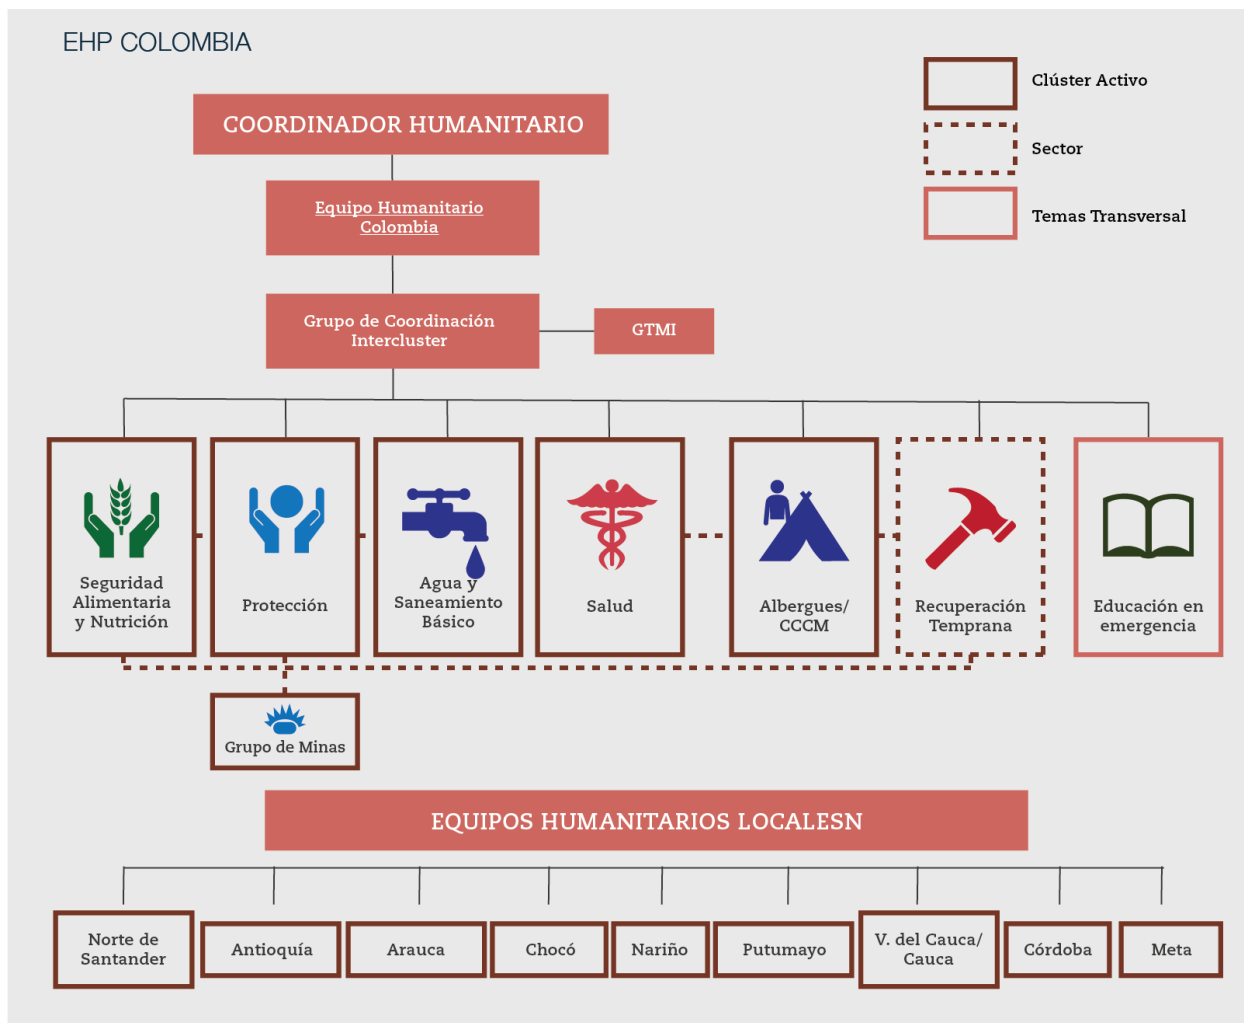 EHP COLOMBIA
Clúster Activo
Sector
Temas Transversal
COORDINADOR HUMANITARIO
Equipo Humanitario
Colombia
Grupo de Coordinación
Intercluster
GTMI
Seguridad
Alimentaria
y Nutrición
Protección
Agua y
Saneamiento
Básico
Salud
Albergues/
CCCM
Recuperación
Temprana
Educación en
emergencia
Grupo de Minas
EQUIPOS HUMANITARIOS LOCALESN
Norte de
Santander
Antioquía
Arauca
Chocó
Nariño
Putumayo
V. del Cauca/
Cauca
Córdoba
Meta